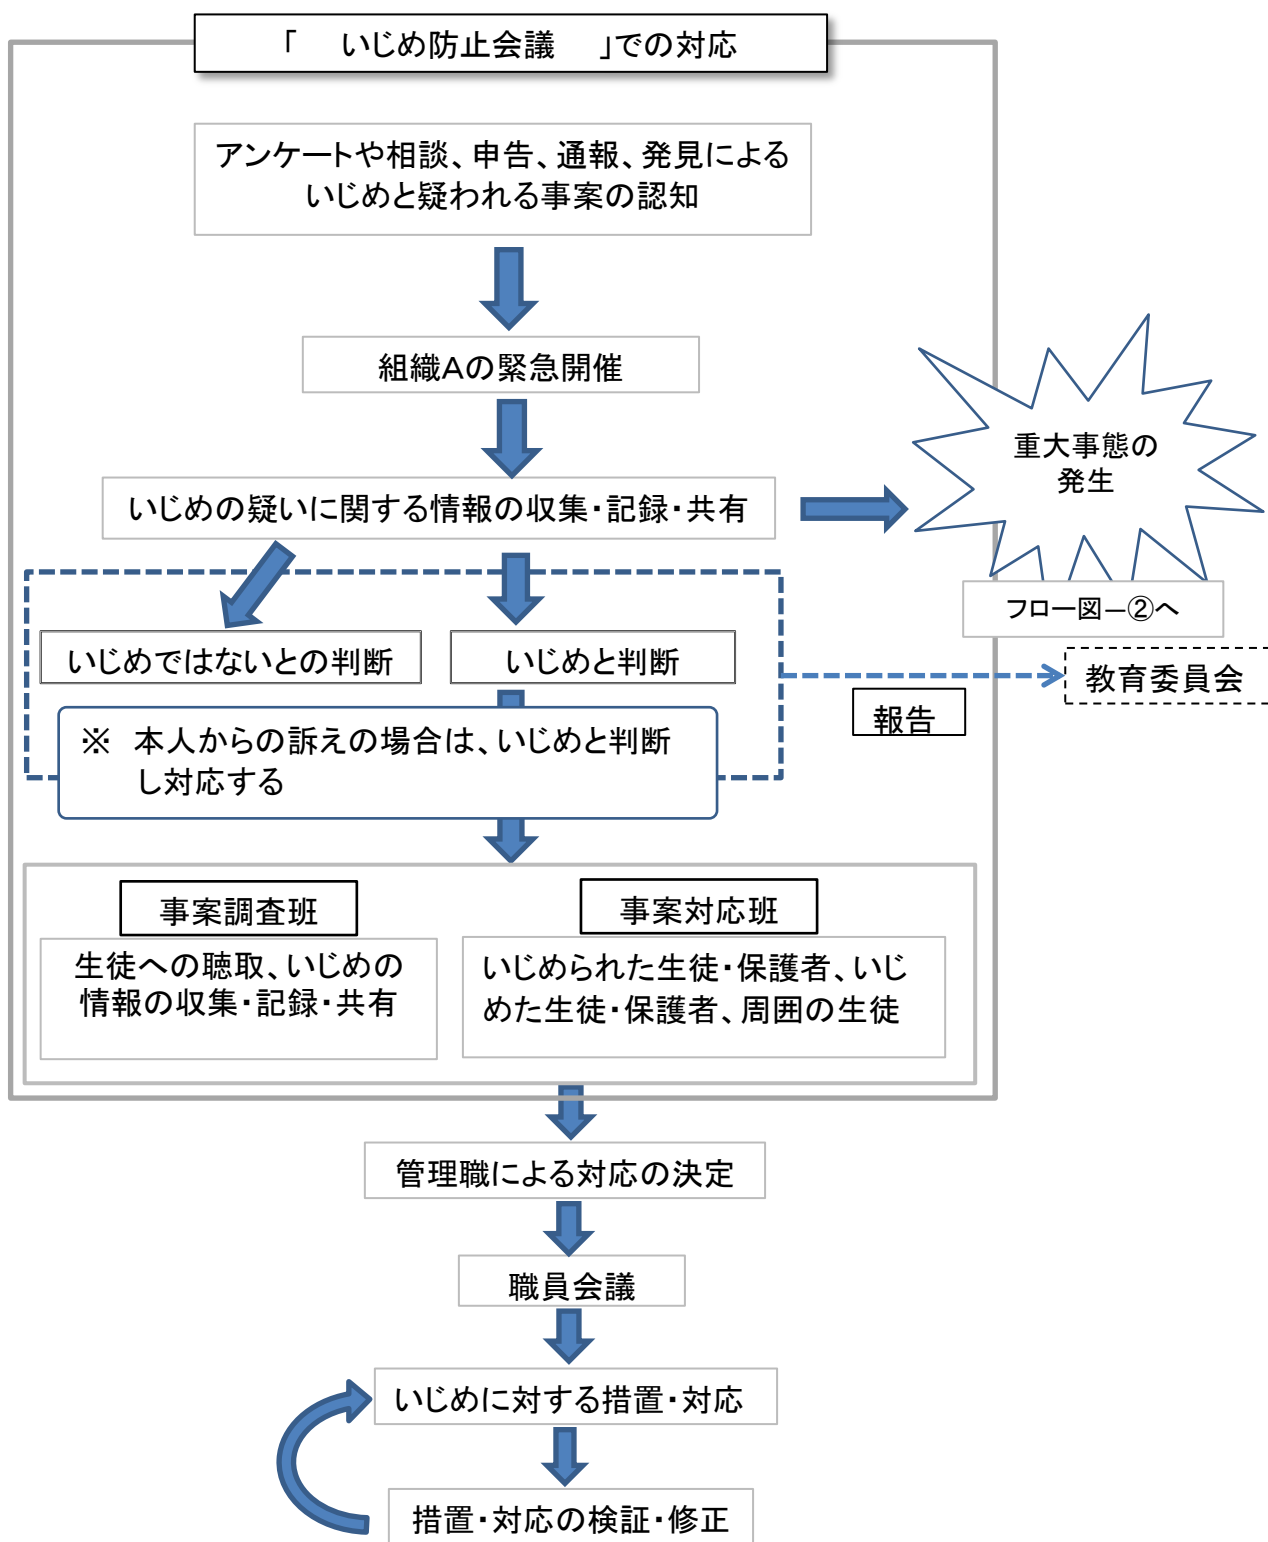 「　いじめ防止会議　」での対応
アンケートや相談、申告、通報、発見による
いじめと疑われる事案の認知
組織Aの緊急開催
重大事態の
発生
いじめの疑いに関する情報の収集・記録・共有
フロー図―②へ
いじめではないとの判断
いじめと判断
教育委員会
報告
※　本人からの訴えの場合は、いじめと判断
し対応する
事案調査班
生徒への聴取、いじめの
情報の収集・記録・共有
事案対応班
いじめられた生徒・保護者、いじ
めた生徒・保護者、周囲の生徒
管理職による対応の決定
職員会議
いじめに対する措置・対応
措置・対応の検証・修正